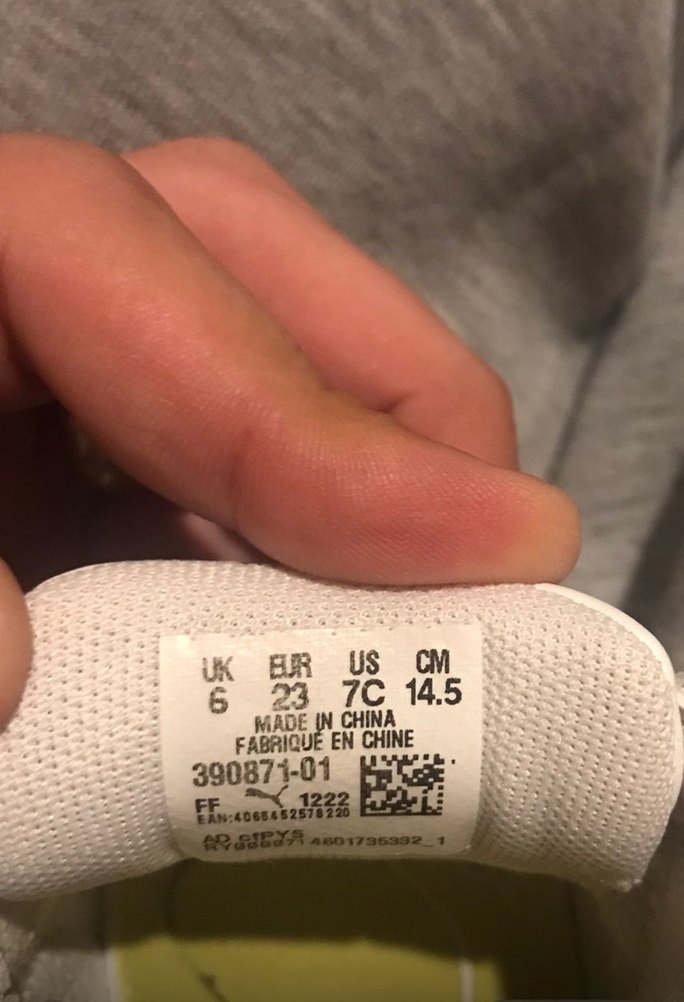 UK EUR US CM
6 23 7C 14.5
MADE IN CHINA
FABRIQUÉ EN CHINE
390871-01
FF 1222